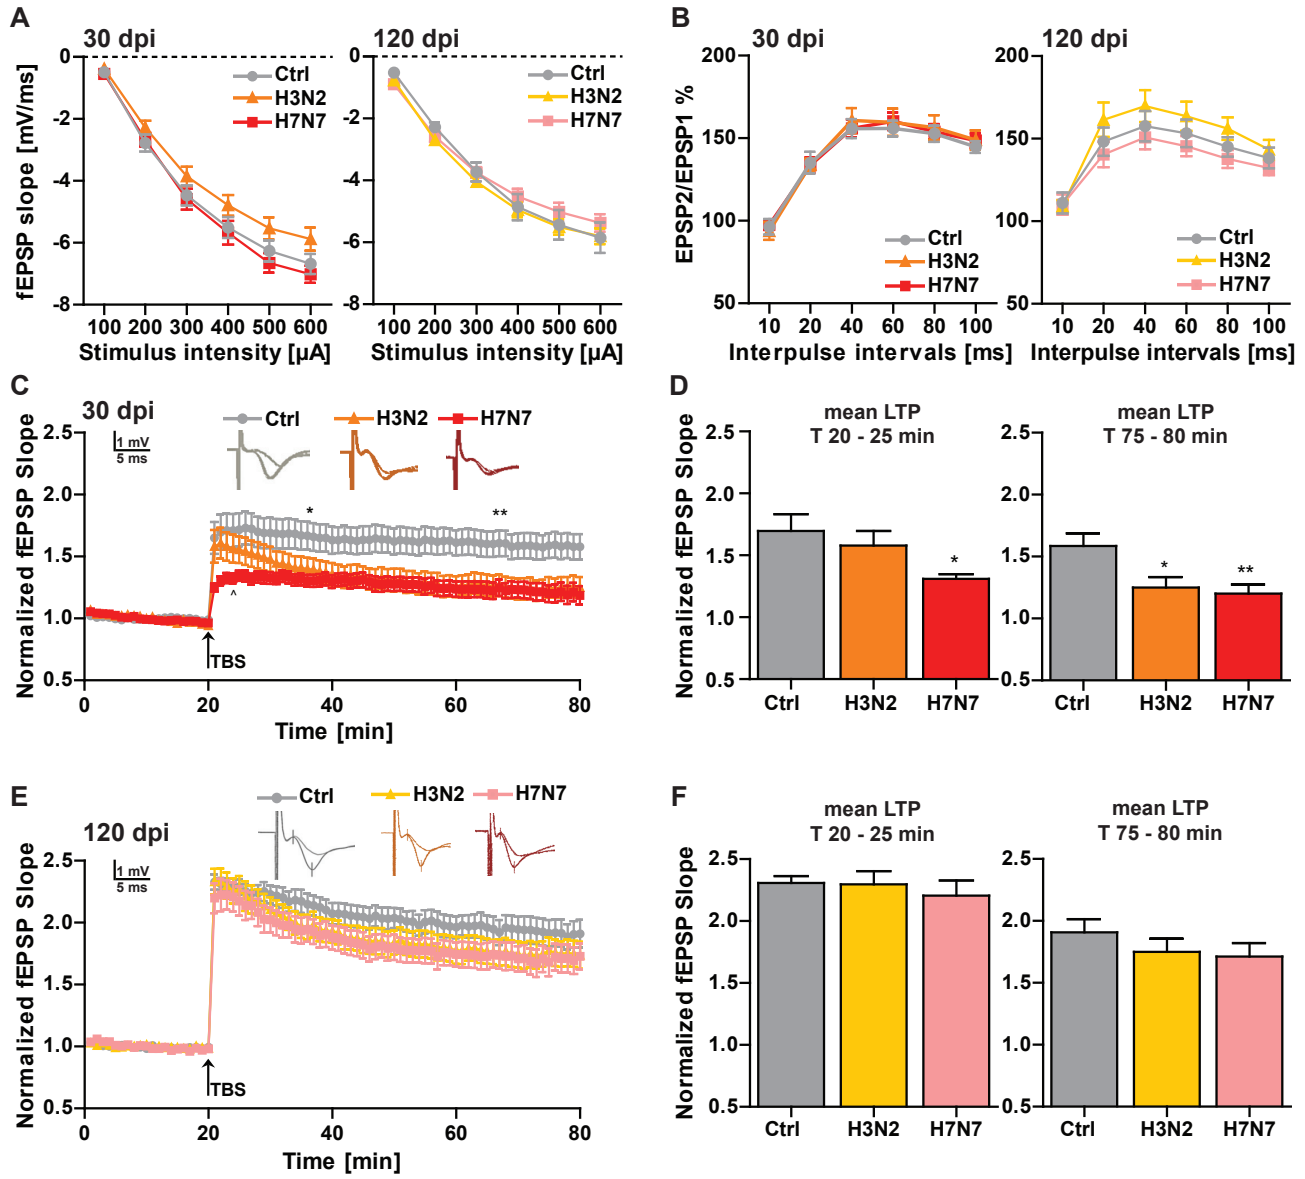 A
30 dpi
120 dpi
fEPSP slope [mV/ms]
0
-2
-4
-6
-8
Ctrl
H3N2
H7N7
100 200 300 400 500 600
Stimulus intensity [µA]
0
-2
-4
-6
-8
Ctrl
H3N2
H7N7
100 200 300 400 500 600
Stimulus intensity [µA]
B
30 dpi
120 dpi
EPSP2/EPSP1 %
200
150
100
50
Ctrl
H3N2
H7N7
10 20 40 60 80 100
Interpulse intervals [ms]
200
150
100
50
Ctrl
H3N2
H7N7
10 20 40 60 80 100
Interpulse intervals [ms]
C
30 dpi
Ctrl H3N2 H7N7
1 mV
5 ms
Normalized fEPSP Slope
2.5
2.0
1.5
1.0
0.5
* **
^
TBS
0 20 40 60 80
Time [min]
D
mean LTP
T 20 - 25 min
Normalized fEPSP Slope
2.5
2.0
1.5
1.0
0.5
*
Ctrl H3N2 H7N7
mean LTP
T 75 - 80 min
2.5
2.0
1.5
1.0
0.5
* **
Ctrl H3N2 H7N7
E
120 dpi
Ctrl H3N2 H7N7
1 mV
5 ms
Normalized fEPSP Slope
2.5
2.0
1.5
1.0
0.5
TBS
0 20 40 60 80
Time [min]
F
mean LTP
T 20 - 25 min
Normalized fEPSP Slope
2.5
2.0
1.5
1.0
0.5
Ctrl H3N2 H7N7
mean LTP
T 75 - 80 min
2.5
2.0
1.5
1.0
0.5
Ctrl H3N2 H7N7